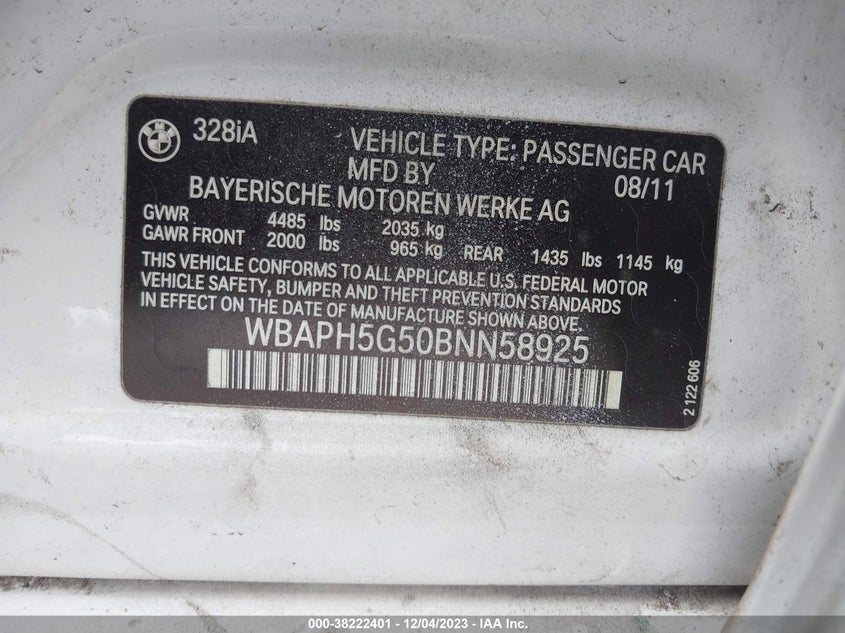 328iA VEHICLE TYPE: PASSENGER CAR
MFD BY 08/11
BAYERISCHE MOTOREN WERKE AG
GVWR 4485 lbs 2035 kg
GAWR FRONT 2000 lbs 965 kg REAR 1435 lbs 1145 kg
THIS VEHICLE CONFORMS TO ALL APPLICABLE U.S. FEDERAL MOTOR
VEHICLE SAFETY, BUMPER AND THEFT PREVENTION STANDARDS
IN EFFECT ON THE DATE OF MANUFACTURE SHOWN ABOVE.
WBAPH5G50BNN58925
2 122 606
000-38222401 - 12/04/2023 - IAA Inc.